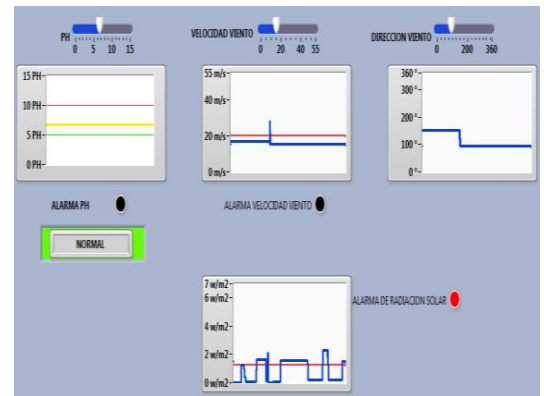 PH
0 5 10 15
VELOCIDAD VIENTO
0 20 40 55
DIRECCION VIENTO
0 200 360
15 PH
10 PH
5 PH
0 PH
55 m/s
40 m/s
20 m/s
0 m/s
360 °
300 °
200 °
100 °
0 °
ALARMA PH
ALARMA VELOCIDAD VIENTO
NORMAL
7 w/m2
6 w/m2
4 w/m2
2 w/m2
0 w/m2
ALARMA DE RADIACION SOLAR